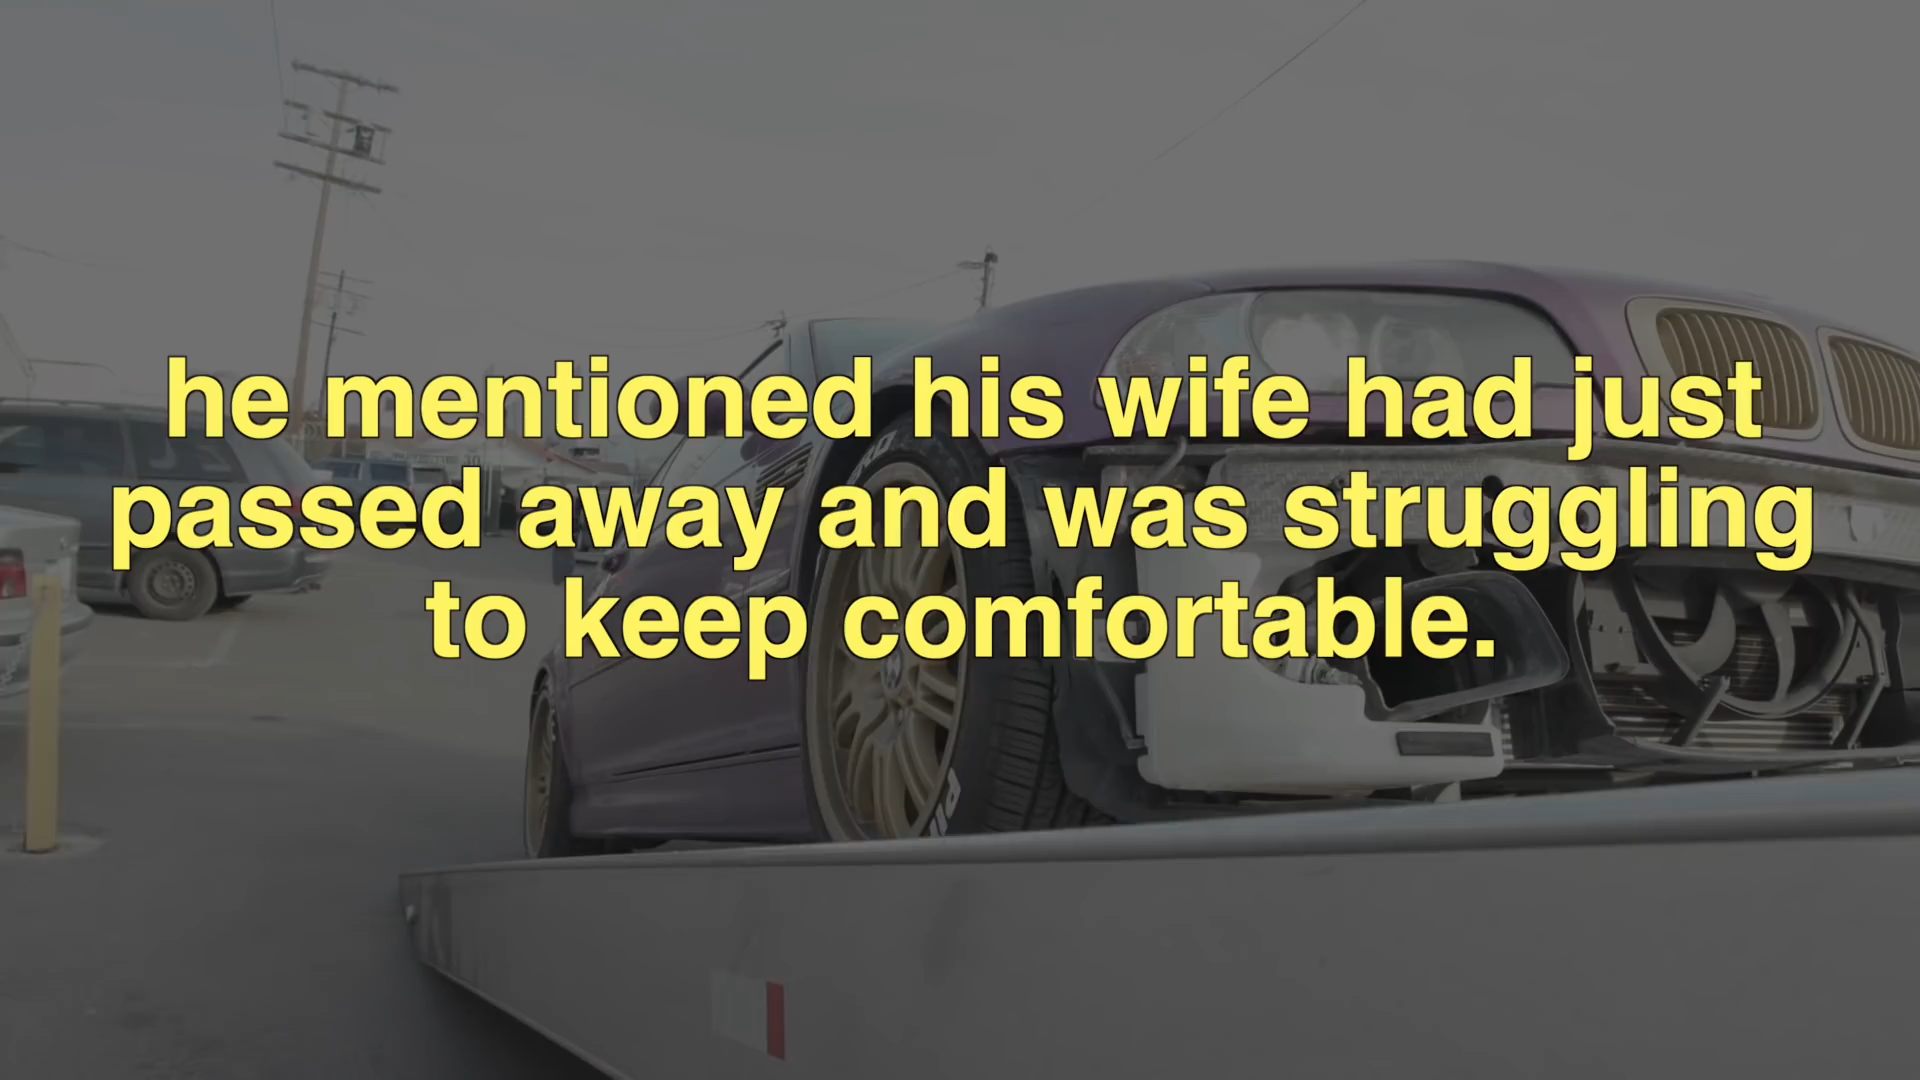 he mentioned his wife had just
passed away and was struggling
to keep comfortable.